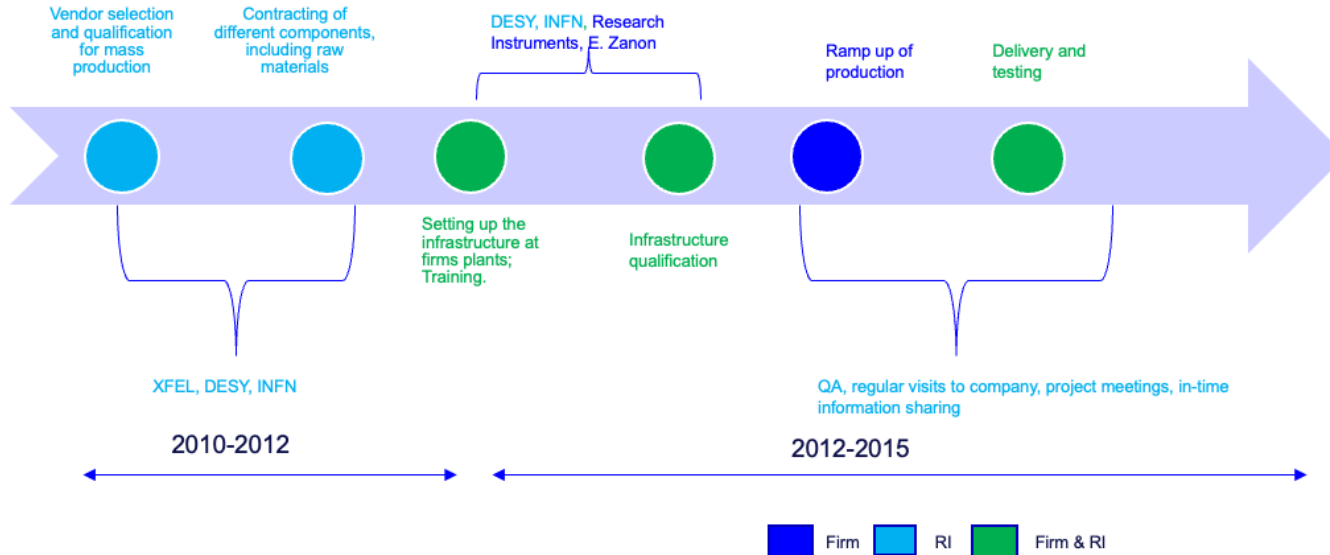 Vendor selection
and qualification
for mass
production
Contracting of
different components,
including raw
materials
DESY, INFN, Research
Instruments, E. Zanon
Ramp up of
production
Delivery and
testing
Setting up the
infrastructure at
firms plants;
Training.
Infrastructure
qualification
XFEL, DESY, INFN
QA, regular visits to company, project meetings, in-time
information sharing
2010-2012
2012-2015
Firm
RI
Firm & RI